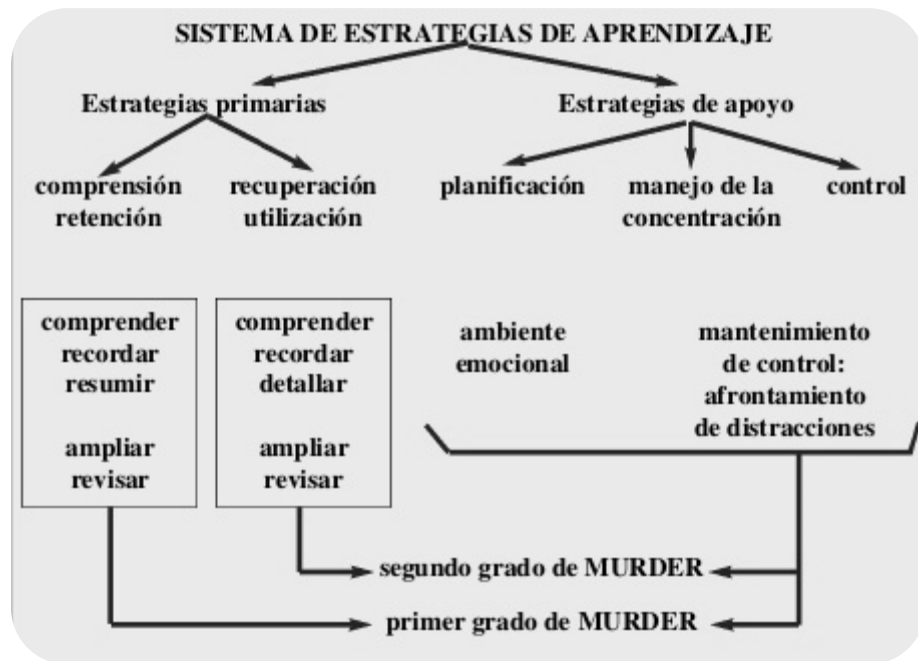 SISTEMA DE ESTRATEGIAS DE APRENDIZAJE
Estrategias primarias
Estrategias de apoyo
comprensión
retención
recuperación
utilización
planificación
manejo de la
concentración
control
comprender
recordar
resumir
ampliar
revisar
comprender
recordar
detallar
ampliar
revisar
ambiente
emocional
mantenimiento
de control:
afrontamiento
de distracciones
segundo grado de MURDER
primer grado de MURDER